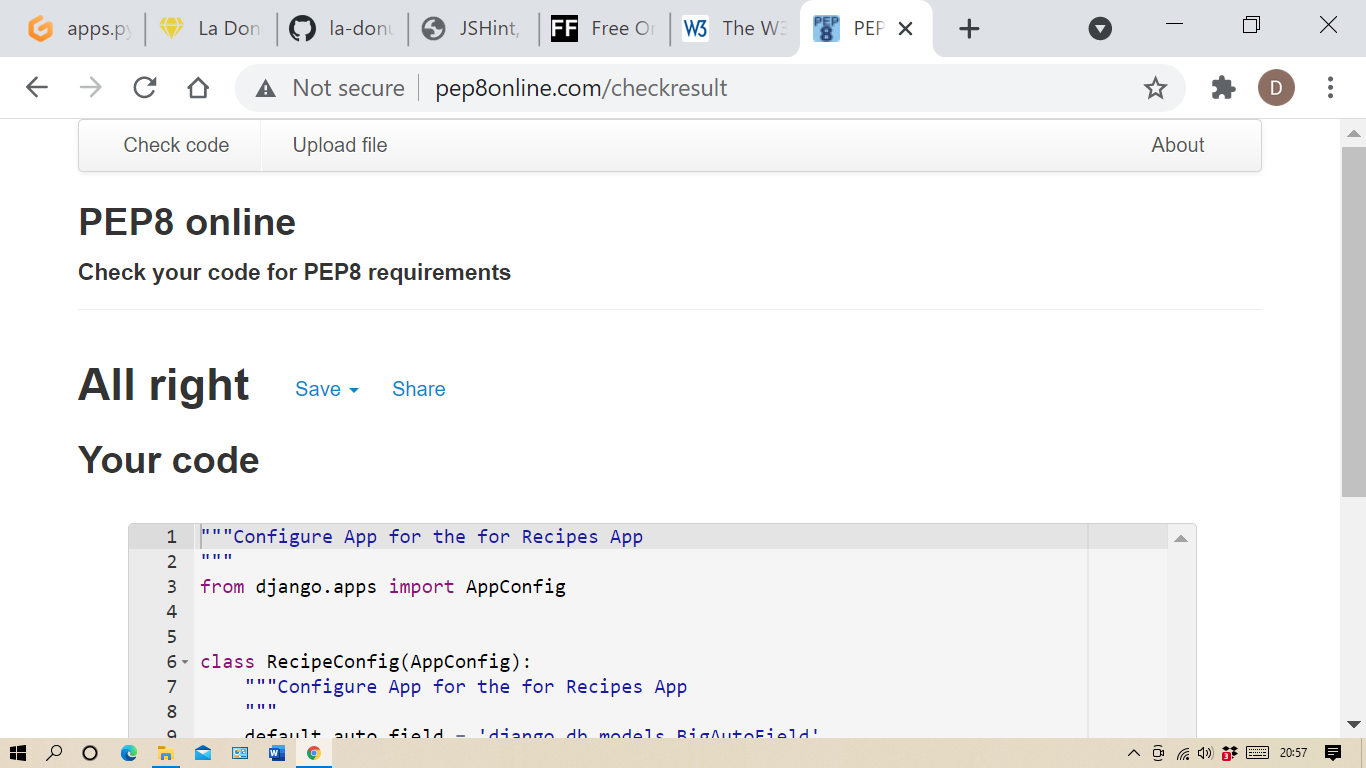 apps.py La Don la-donu JSHint, FF Free Or W3 The W3 PEP 8 PEP
Not secure pep8online.com/checkresult D
Check code Upload file About
PEP8 online
Check your code for PEP8 requirements
All right Save Share
Your code
1 """Configure App for the for Recipes App
2 """
3 from django.apps import AppConfig
4
5
6 class RecipeConfig(AppConfig):
7 """Configure App for the for Recipes App
8 """
9 default_auto_field = 'django.db.models.BigAutoField'
W 3 20:57